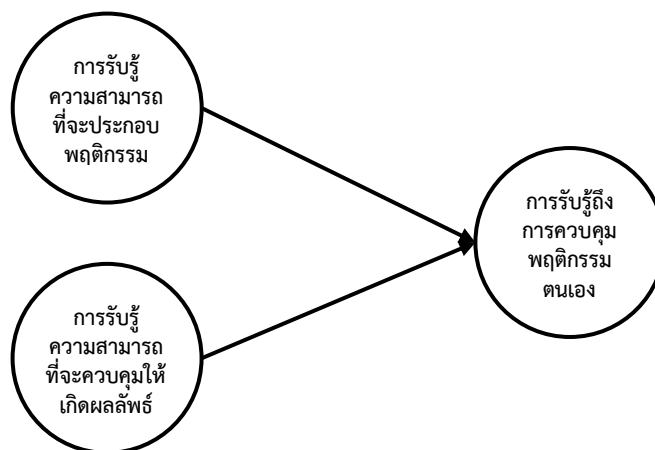 การรับรู้
ความสามารถ
ที่จะประกอบ
พฤติกรรม
การรับรู้ถึง
การควบคุม
พฤติกรรม
ตนเอง
การรับรู้
ความสามารถ
ที่จะควบคุมให้
เกิดผลลัพธ์